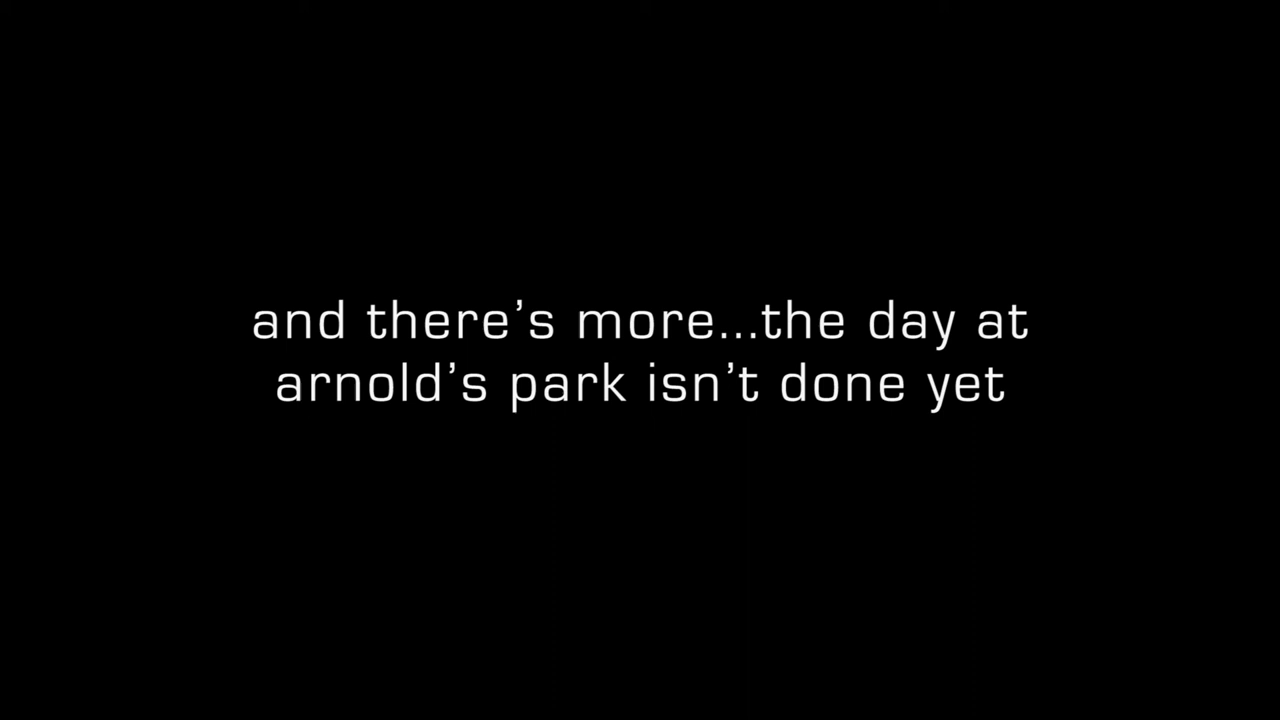 and there’s more...the day at
arnold’s park isn’t done yet